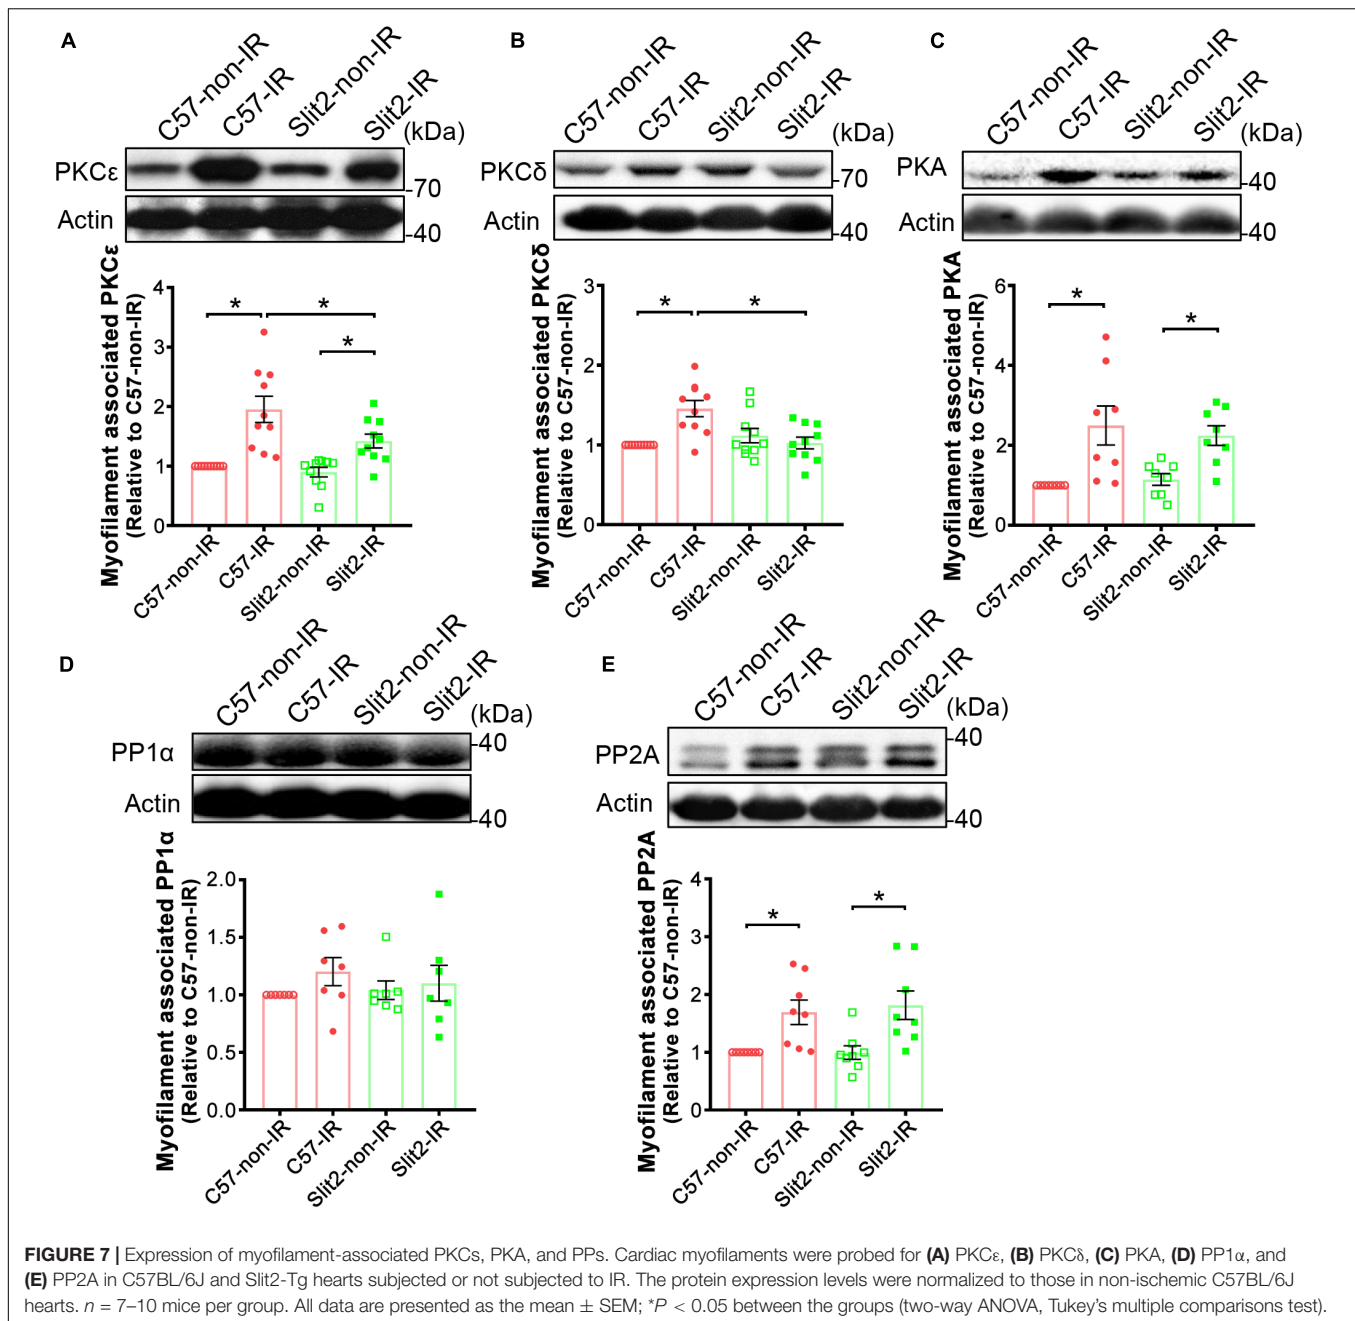 A
C57-non-IR
C57-IR
Slit2-non-IR
Slit2-IR
(kDa)
PKCε
-70
Actin
-40
Myofilament associated PKCε
(Relative to C57-non-IR)
4
3
2
1
0
*
*
*
C57-non-IR
C57-IR
Slit2-non-IR
Slit2-IR
B
C57-non-IR
C57-IR
Slit2-non-IR
Slit2-IR
(kDa)
PKCδ
-70
Actin
-40
Myofilament associated PKCδ
(Relative to C57-non-IR)
3
2
1
0
*
*
C57-non-IR
C57-IR
Slit2-non-IR
Slit2-IR
C
C57-non-IR
C57-IR
Slit2-non-IR
Slit2-IR
(kDa)
PKA
-40
Actin
-40
Myofilament associated PKA
(Relative to C57-non-IR)
6
4
2
0
*
*
C57-non-IR
C57-IR
Slit2-non-IR
Slit2-IR
D
C57-non-IR
C57-IR
Slit2-non-IR
Slit2-IR
(kDa)
PP1α
-40
Actin
-40
Myofilament associated PP1α
(Relative to C57-non-IR)
2.0
1.5
1.0
0.5
0.0
C57-non-IR
C57-IR
Slit2-non-IR
Slit2-IR
E
C57-non-IR
C57-IR
Slit2-non-IR
Slit2-IR
(kDa)
PP2A
-40
Actin
-40
Myofilament associated PP2A
(Relative to C57-non-IR)
4
3
2
1
0
*
*
C57-non-IR
C57-IR
Slit2-non-IR
Slit2-IR
FIGURE 7 | Expression of myofilament-associated PKCs, PKA, and PPs. Cardiac myofilaments were probed for (A) PKCε, (B) PKCδ, (C) PKA, (D) PP1α, and
(E) PP2A in C57BL/6J and Slit2-Tg hearts subjected or not subjected to IR. The protein expression levels were normalized to those in non-ischemic C57BL/6J
hearts. n = 7–10 mice per group. All data are presented as the mean ± SEM; *P < 0.05 between the groups (two-way ANOVA, Tukey's multiple comparisons test).